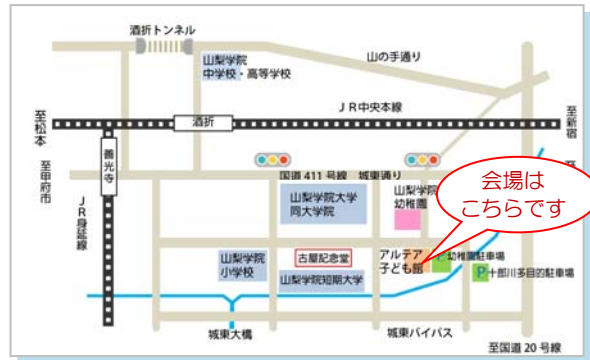 酒折トンネル
山梨学院
中学校・高等学校
山の手通り
JR中央本線
至松本
酒折
至新宿
至甲府市
善光寺
JR身延線
国道411号線 城東通り
至
山梨学院大学
同大学院
山梨学院
幼稚園
会場は
こちらです
山梨学院
小学校
古屋記念堂
山梨学院短期大学
アルテア
子ども館
P 幼稚園駐車場
P 十郎川多目的駐車場
城東大橋
城東バイパス
至国道20号線